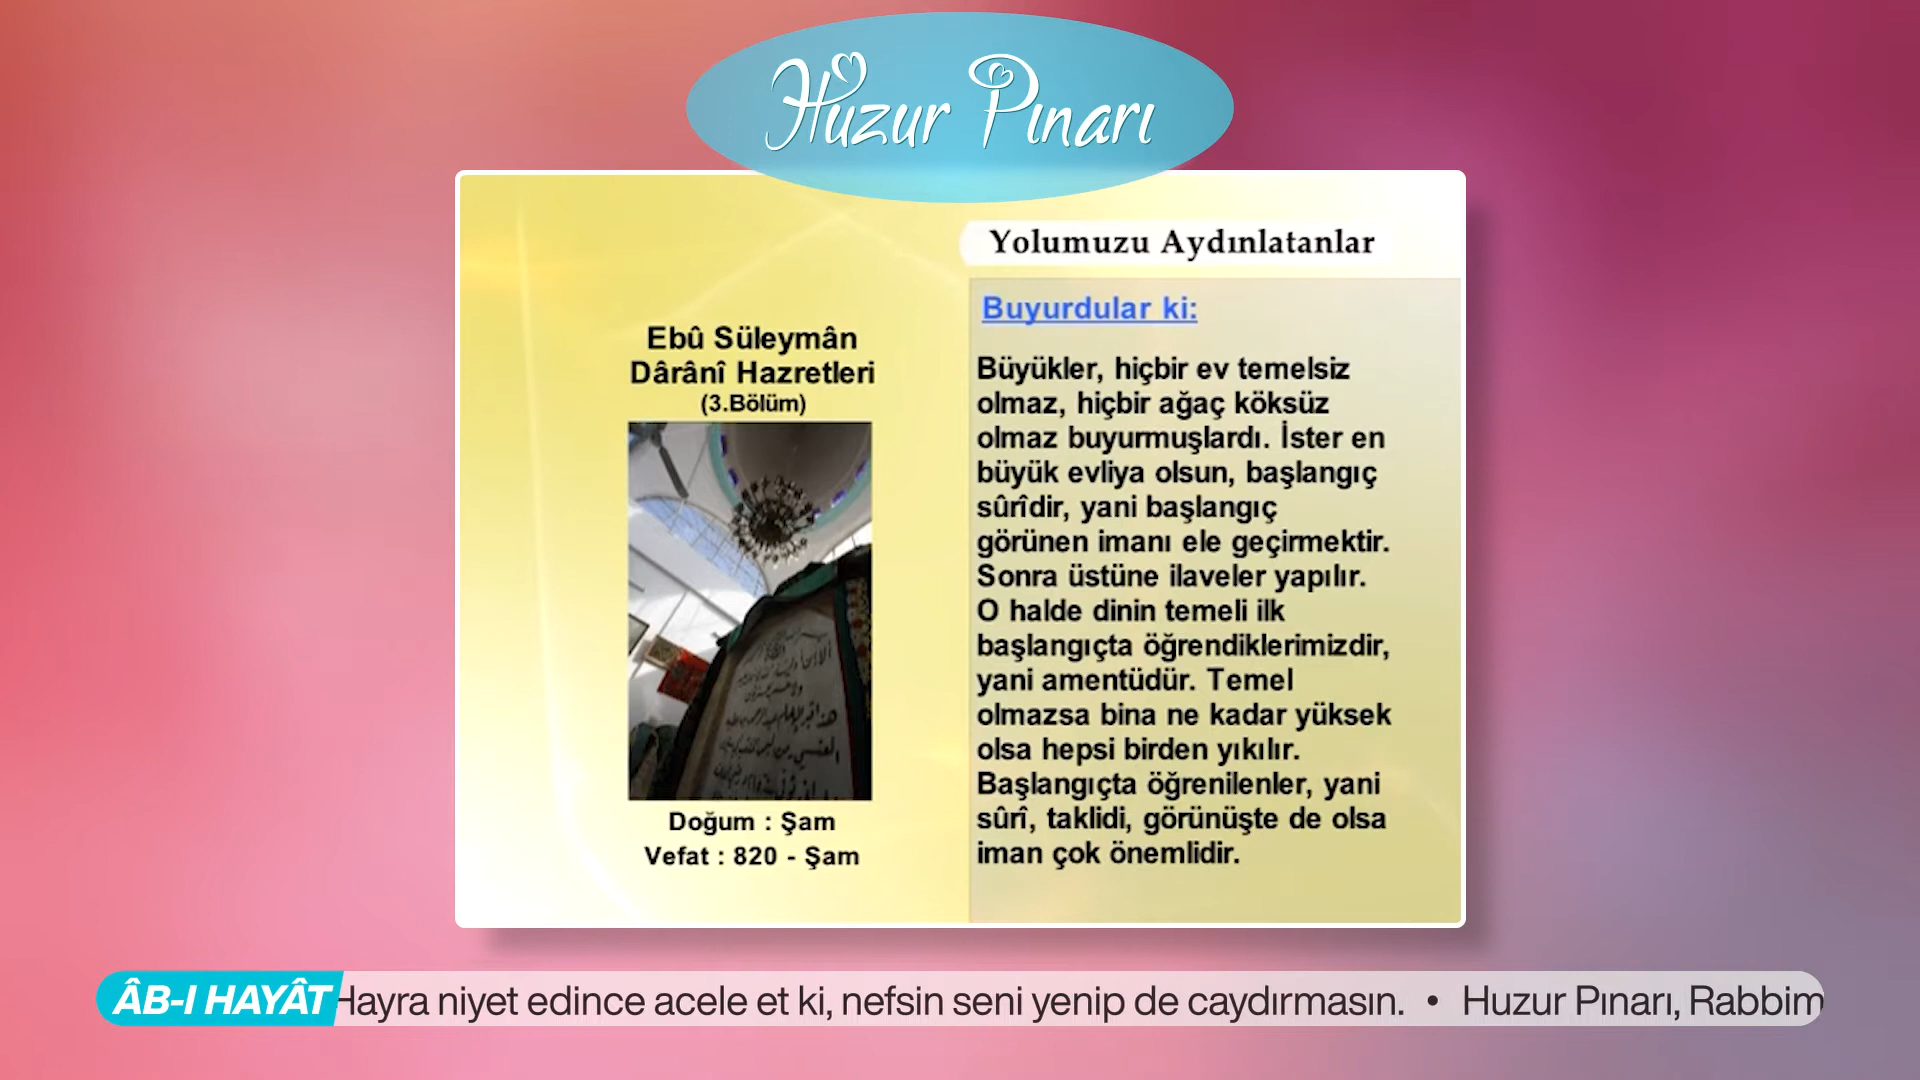 Huzur Pınarı
Yolumuzu Aydınlatanlar
Ebû Süleymân
Dârânî Hazretleri
(3.Bölüm)
Doğum : Şam
Vefat : 820 - Şam
Buyurdular ki:
Büyükler, hiçbir ev temelsiz
olmaz, hiçbir ağaç köksüz
olmaz buyurmuşlardı. İster en
büyük evliya olsun, başlangıç
sûrîdir, yani başlangıç
görünen imanı ele geçirmektir.
Sonra üstüne ilaveler yapılır.
O halde dinin temeli ilk
başlangıçta öğrendiklerimizdir,
yani amentüdür. Temel
olmazsa bina ne kadar yüksek
olsa hepsi birden yıkılır.
Başlangıçta öğrenilenler, yani
sûrî, taklidi, görünüşte de olsa
iman çok önemlidir.
ÂB-I HAYÂT Hayra niyet edince acele et ki, nefsin seni yenip de caydırmasın. • Huzur Pınarı, Rabbim